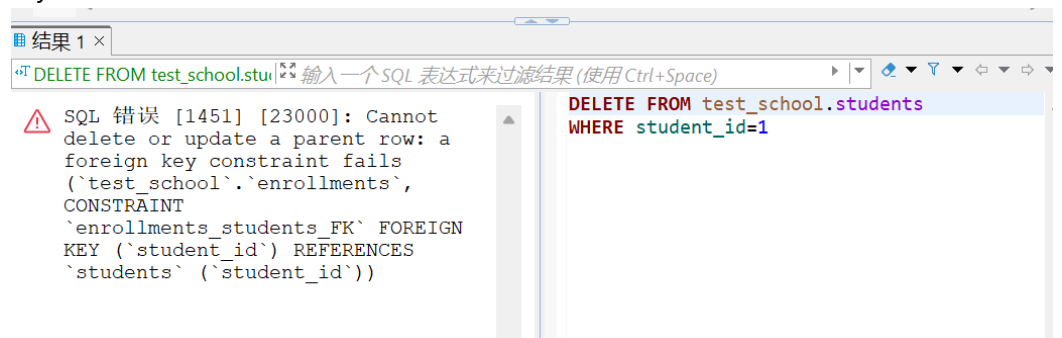 结果 1 ×
DELETE FROM test_school.stu 输入一个 SQL 表达式来过滤结果 (使用 Ctrl+Space)
SQL 错误 [1451] [23000]: Cannot
delete or update a parent row: a
foreign key constraint fails
(`test_school`.`enrollments`,
CONSTRAINT
`enrollments_students_FK` FOREIGN
KEY (`student_id`) REFERENCES
`students` (`student_id`))
DELETE FROM test_school.students
WHERE student_id=1